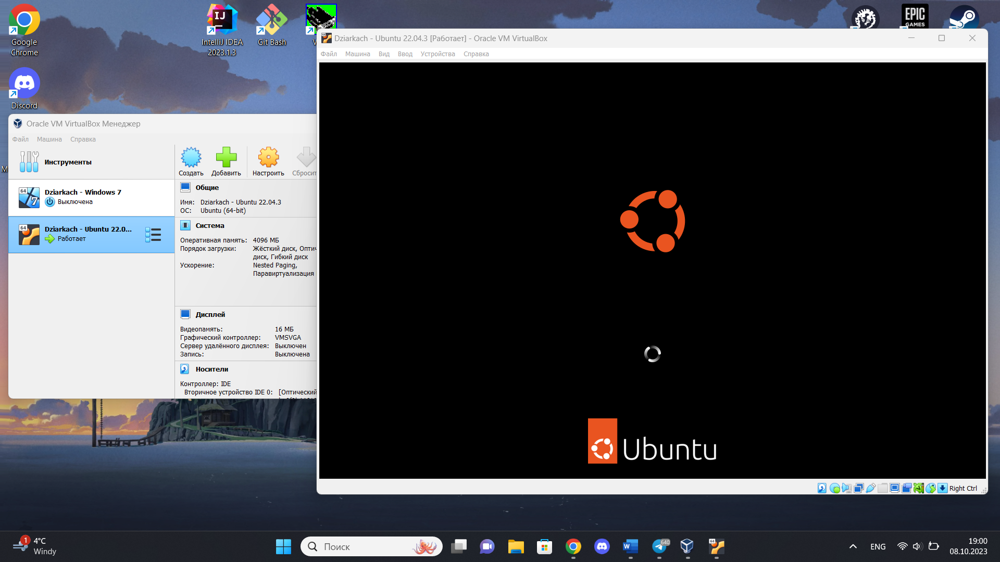 Google
Chrome
IntelliJ IDEA
2023.1.3
Git Bash
V
EPIC
GAMES
Discord
M
Dziarkach - Ubuntu 22.04.3 [Работает] - Oracle VM VirtualBox
Файл Машина Вид Ввод Устройства Справка
Oracle VM VirtualBox Менеджер
Файл Машина Справка
Инструменты
Dziarkach - Windows 7
Выключена
Dziarkach - Ubuntu 22.0...
Работает
Создать Добавить Настроить Сбросит
Общие
Имя: Dziarkach - Ubuntu 22.04.3
ОС: Ubuntu (64-bit)
Система
Оперативная память: 4096 МБ
Порядок загрузки: Жёсткий диск, Оптич
диск, Гибкий диск
Ускорение: Nested Paging,
Паравиртуализация
Дисплей
Видеопамять: 16 МБ
Графический контроллер: VMSVGA
Сервер удалённого дисплея: Выключен
Запись: Выключена
Носители
Контроллер: IDE
Вторичное устройство IDE 0: [Оптический
Ubuntu
Right Ctrl
1
4°C
Windy
Поиск
640
ENG
19:00
08.10.2023